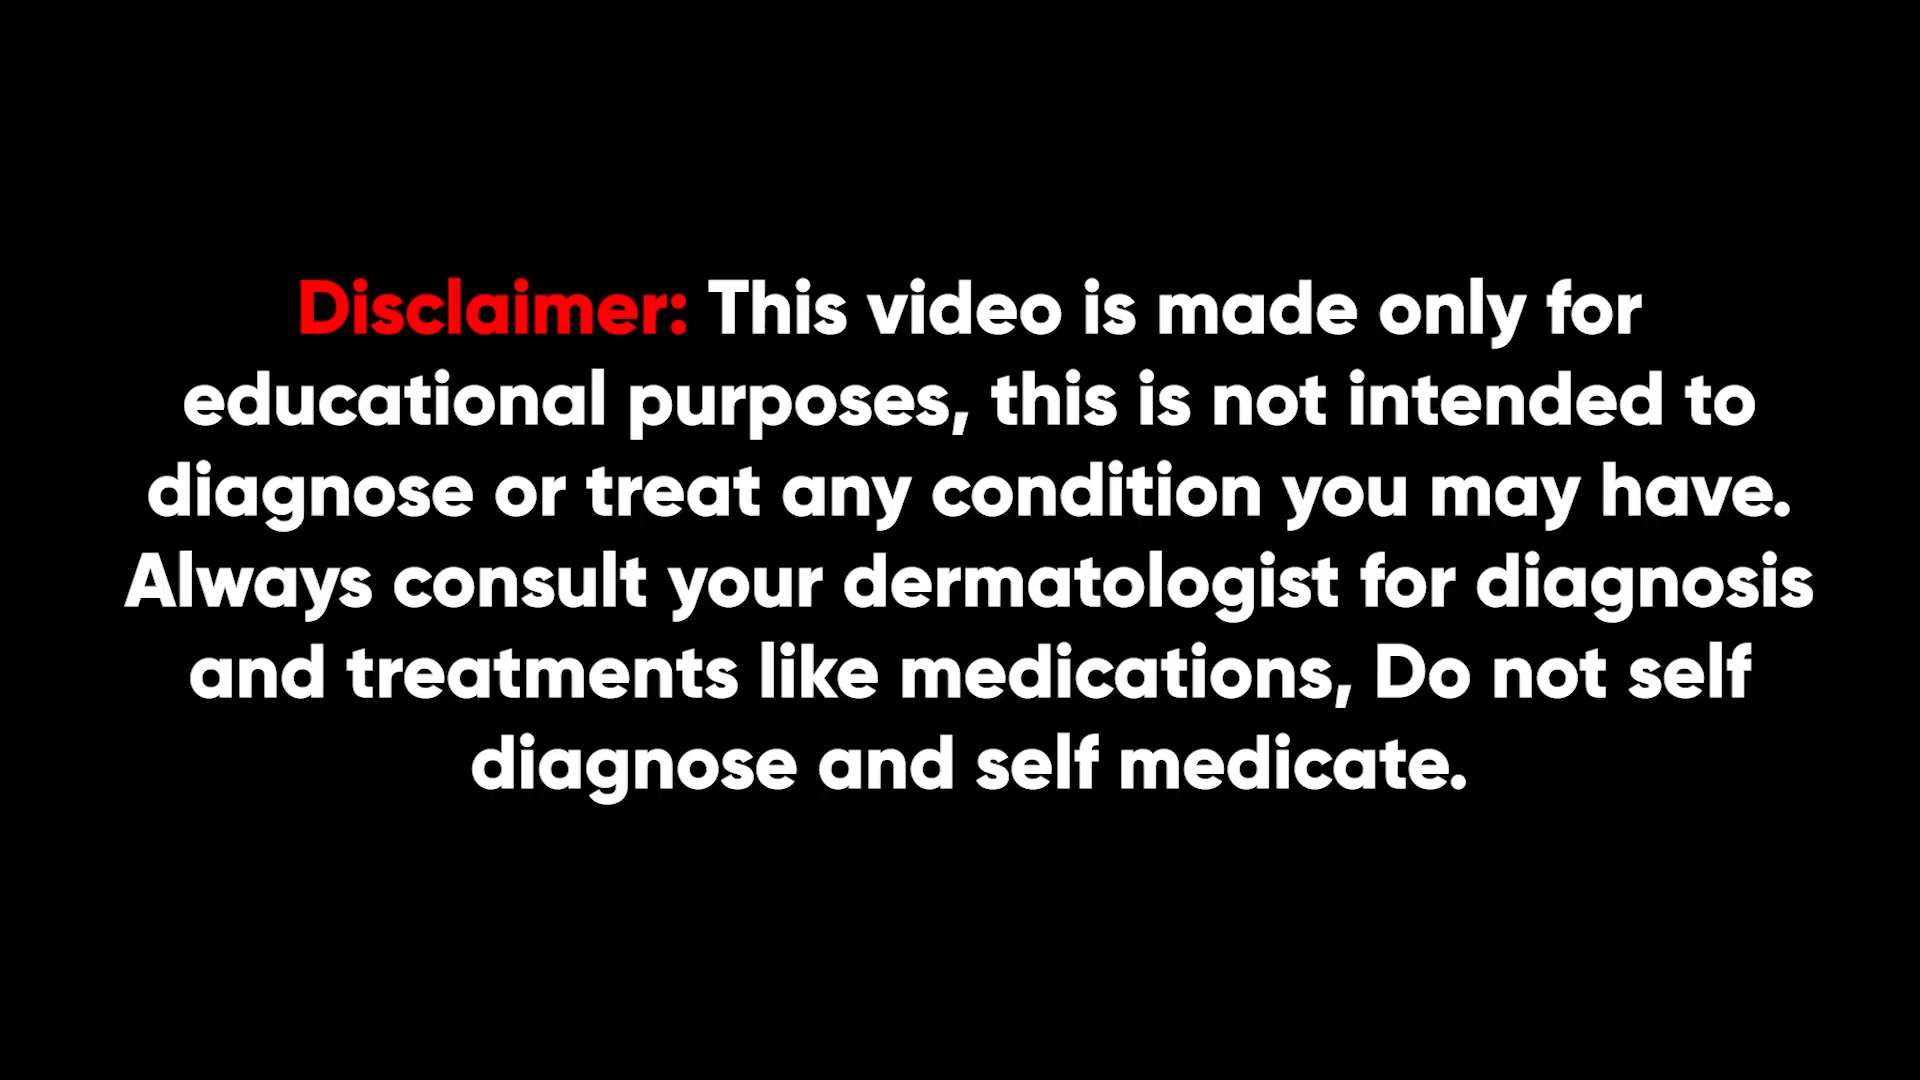 Disclaimer: This video is made only for
educational purposes, this is not intended to
diagnose or treat any condition you may have.
Always consult your dermatologist for diagnosis
and treatments like medications, Do not self
diagnose and self medicate.